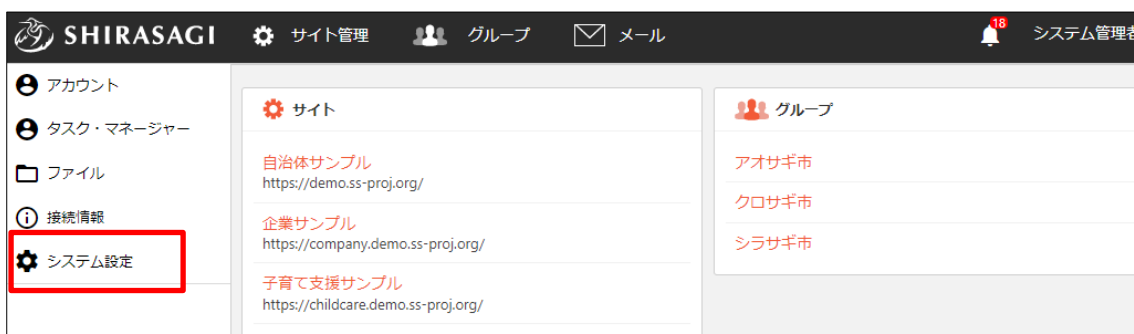 SHIRASAGI サイト管理 グループ メール 18 システム管理者
アカウント
タスク・マネージャー
ファイル
接続情報
システム設定
サイト
自治体サンプル
https://demo.ss-proj.org/
企業サンプル
https://company.demo.ss-proj.org/
子育て支援サンプル
https://childcare.demo.ss-proj.org/
グループ
アオサギ市
クロサギ市
シラサギ市